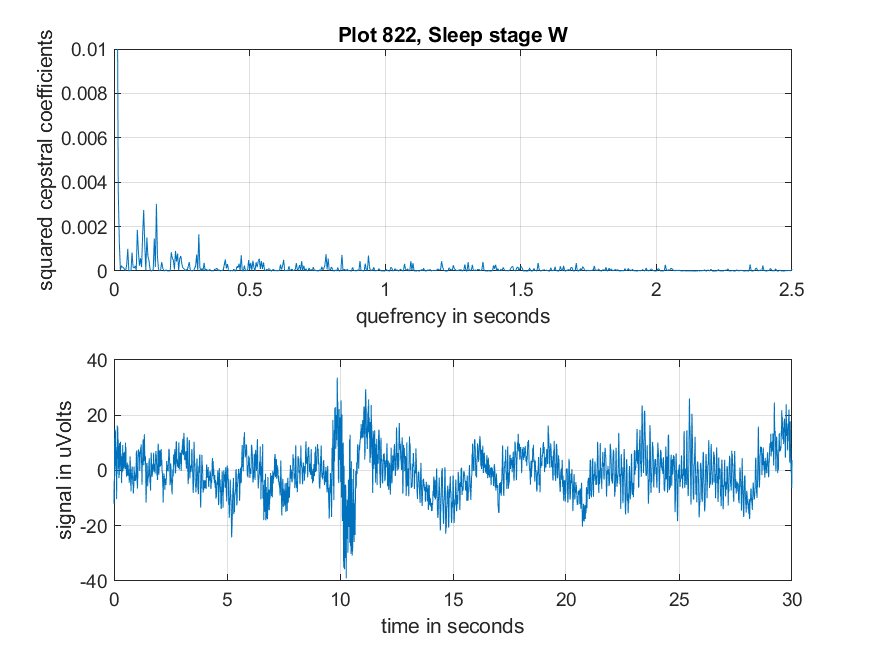 Plot 822, Sleep stage W
squared cepstral coefficients
0.01
0.008
0.006
0.004
0.002
0
0 0.5 1 1.5 2 2.5
quefrency in seconds
signal in uVolts
40
20
0
-20
-40
0 5 10 15 20 25 30
time in seconds